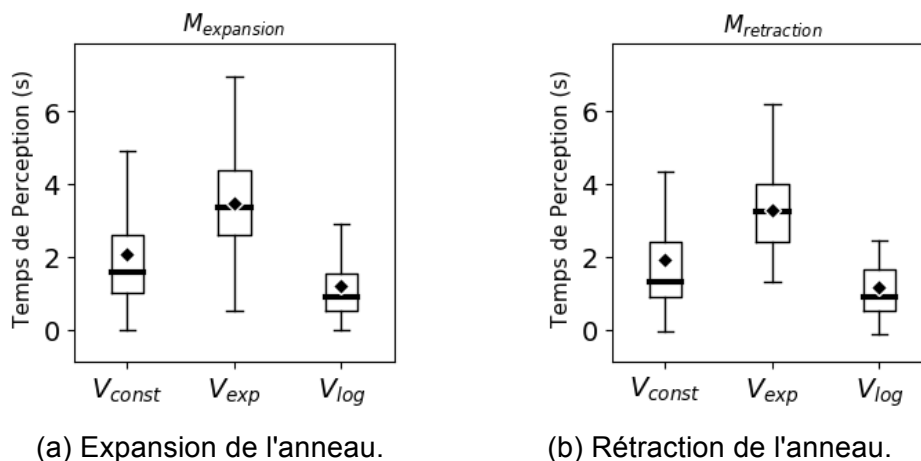 M_expansion
Temps de Perception (s)
6
4
2
0
V_const V_exp V_log
(a) Expansion de l'anneau.
M_retraction
Temps de Perception (s)
6
4
2
0
V_const V_exp V_log
(b) Rétraction de l'anneau.